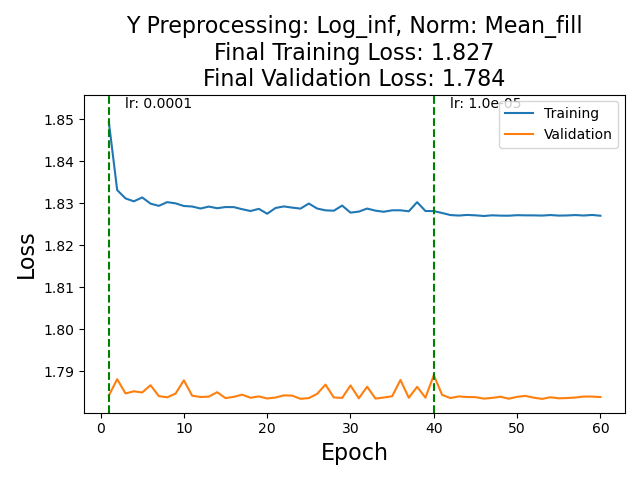 Y Preprocessing: Log_inf, Norm: Mean_fill
Final Training Loss: 1.827
Final Validation Loss: 1.784
lr: 0.0001
lr: 1.0e-05
Training
Validation
1.85
1.84
1.83
1.82
1.81
1.80
1.79
Loss
0
10
20
30
40
50
60
Epoch